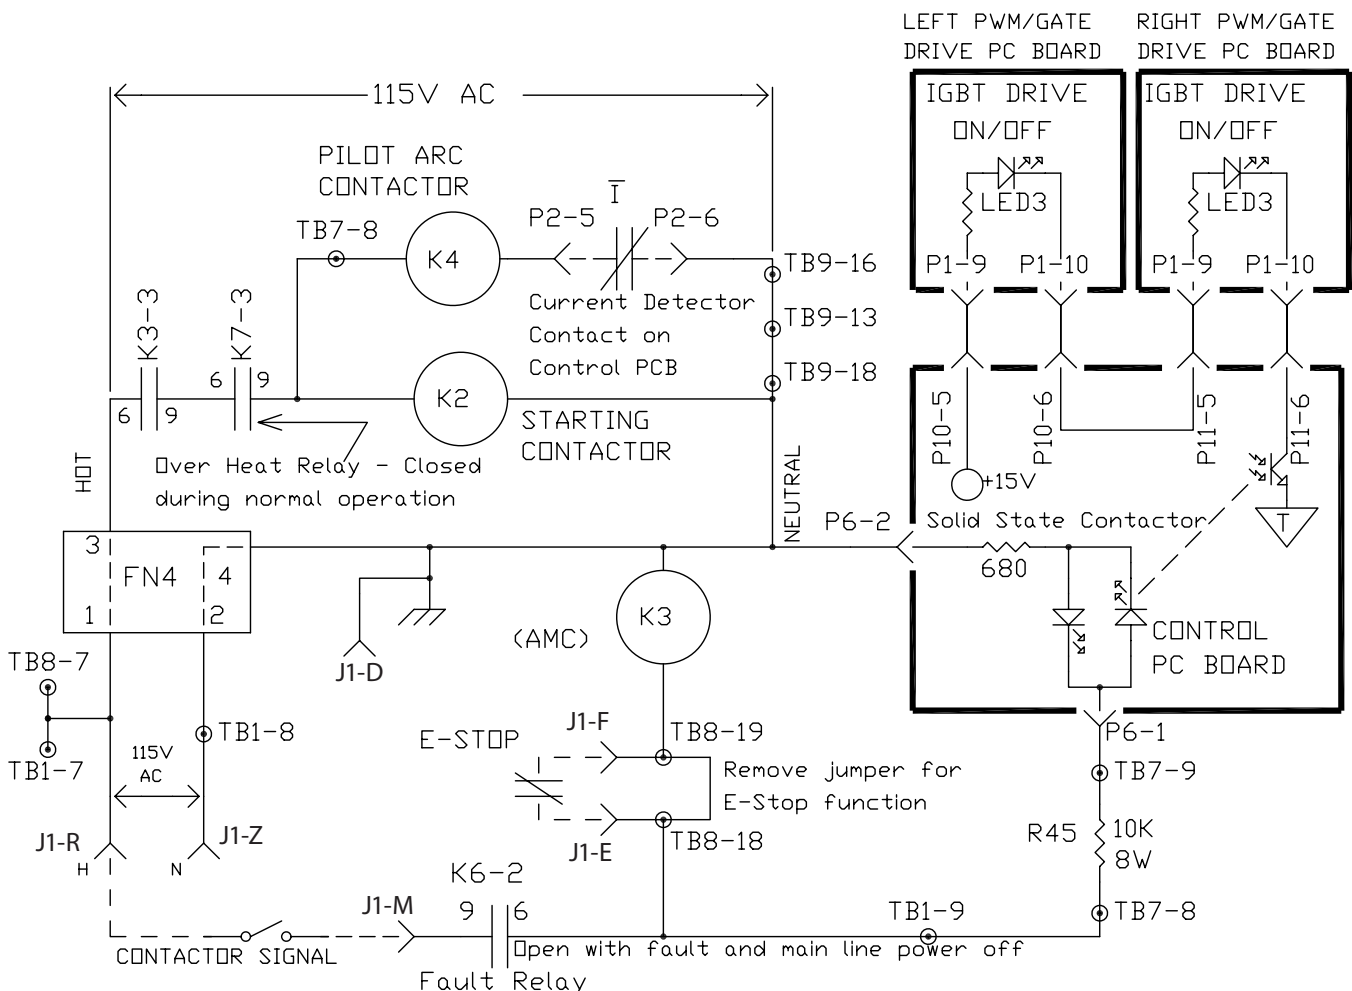 LEFT PWM/GATE
DRIVE PC BOARD
RIGHT PWM/GATE
DRIVE PC BOARD
115V AC
IGBT DRIVE
ON/OFF
LED3
P1-9
P1-10
IGBT DRIVE
ON/OFF
LED3
P1-9
P1-10
PILOT ARC
CONTACTOR
I
TB7-8
K4
P2-5
P2-6
TB9-16
Current Detector
Contact on
Control PCB
TB9-13
TB9-18
K3-3
K7-3
6
9
6
9
K2
STARTING
CONTACTOR
Over Heat Relay - Closed
during normal operation
HOT
NEUTRAL
P10-5
P10-6
P11-5
P11-6
+15V
T
P6-2
Solid State Contactor
680
3
FN4
4
1
2
K3
(AMC)
CONTROL
PC BOARD
J1-D
TB8-7
TB1-7
TB1-8
115V
AC
J1-R
H
N
J1-Z
E-STOP
J1-F
TB8-19
Remove jumper for
E-Stop function
J1-E
TB8-18
P6-1
TB7-9
R45
10K
8W
TB7-8
K6-2
9
6
J1-M
TB1-9
CONTACTOR SIGNAL
Open with fault and main line power off
Fault Relay